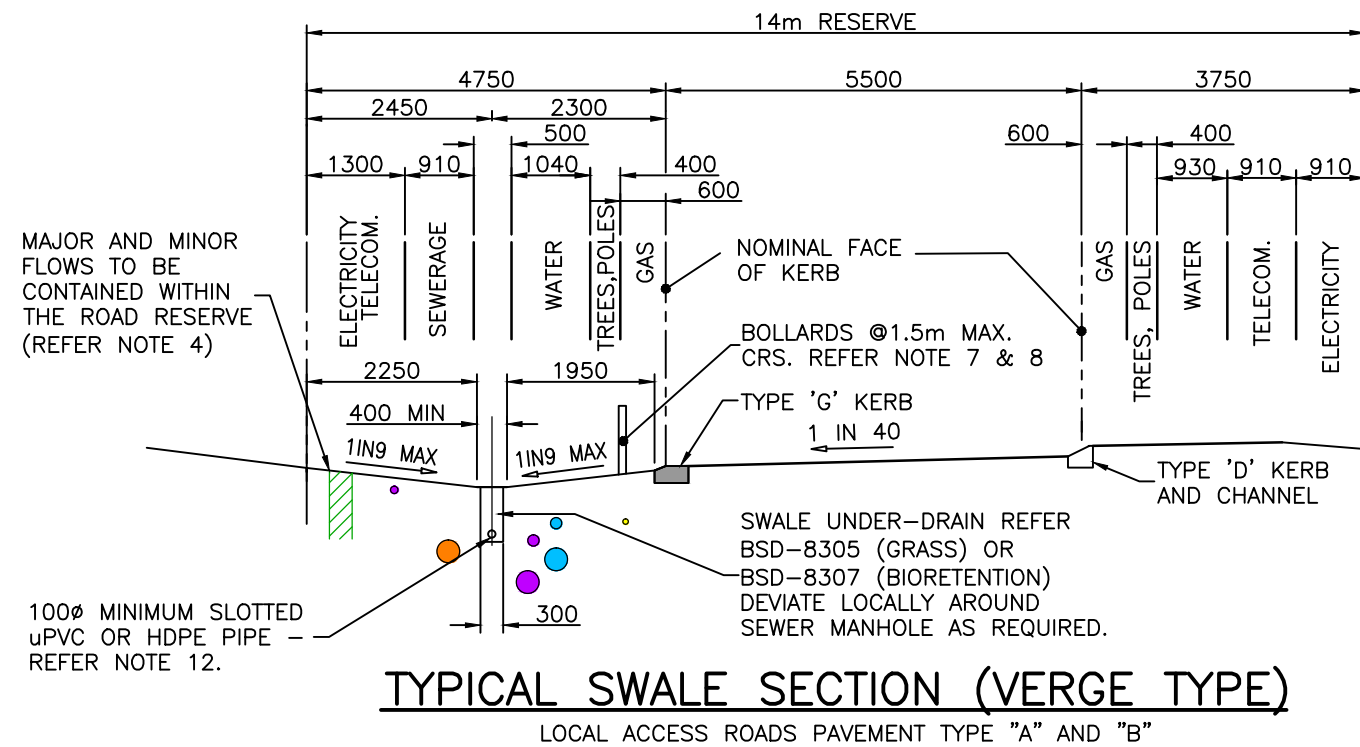 14m RESERVE
4750
5500
3750
2450
2300
500
600
400
1300
910
1040
400
930
910
910
600
MAJOR AND MINOR
FLOWS TO BE
CONTAINED WITHIN
THE ROAD RESERVE
(REFER NOTE 4)
ELECTRICITY
TELECOM.
SEWERAGE
WATER
TREES,POLES
GAS
NOMINAL FACE
OF KERB
GAS
TREES, POLES
WATER
TELECOM.
ELECTRICITY
BOLLARDS @1.5m MAX.
CRS. REFER NOTE 7 & 8
2250
1950
400 MIN
TYPE 'G' KERB
1 IN 40
1IN9 MAX
1IN9 MAX
TYPE 'D' KERB
AND CHANNEL
SWALE UNDER-DRAIN REFER
BSD-8305 (GRASS) OR
BSD-8307 (BIORETENTION)
DEVIATE LOCALLY AROUND
SEWER MANHOLE AS REQUIRED.
100ø MINIMUM SLOTTED
uPVC OR HDPE PIPE -
REFER NOTE 12.
300
TYPICAL SWALE SECTION (VERGE TYPE)
LOCAL ACCESS ROADS PAVEMENT TYPE "A" AND "B"